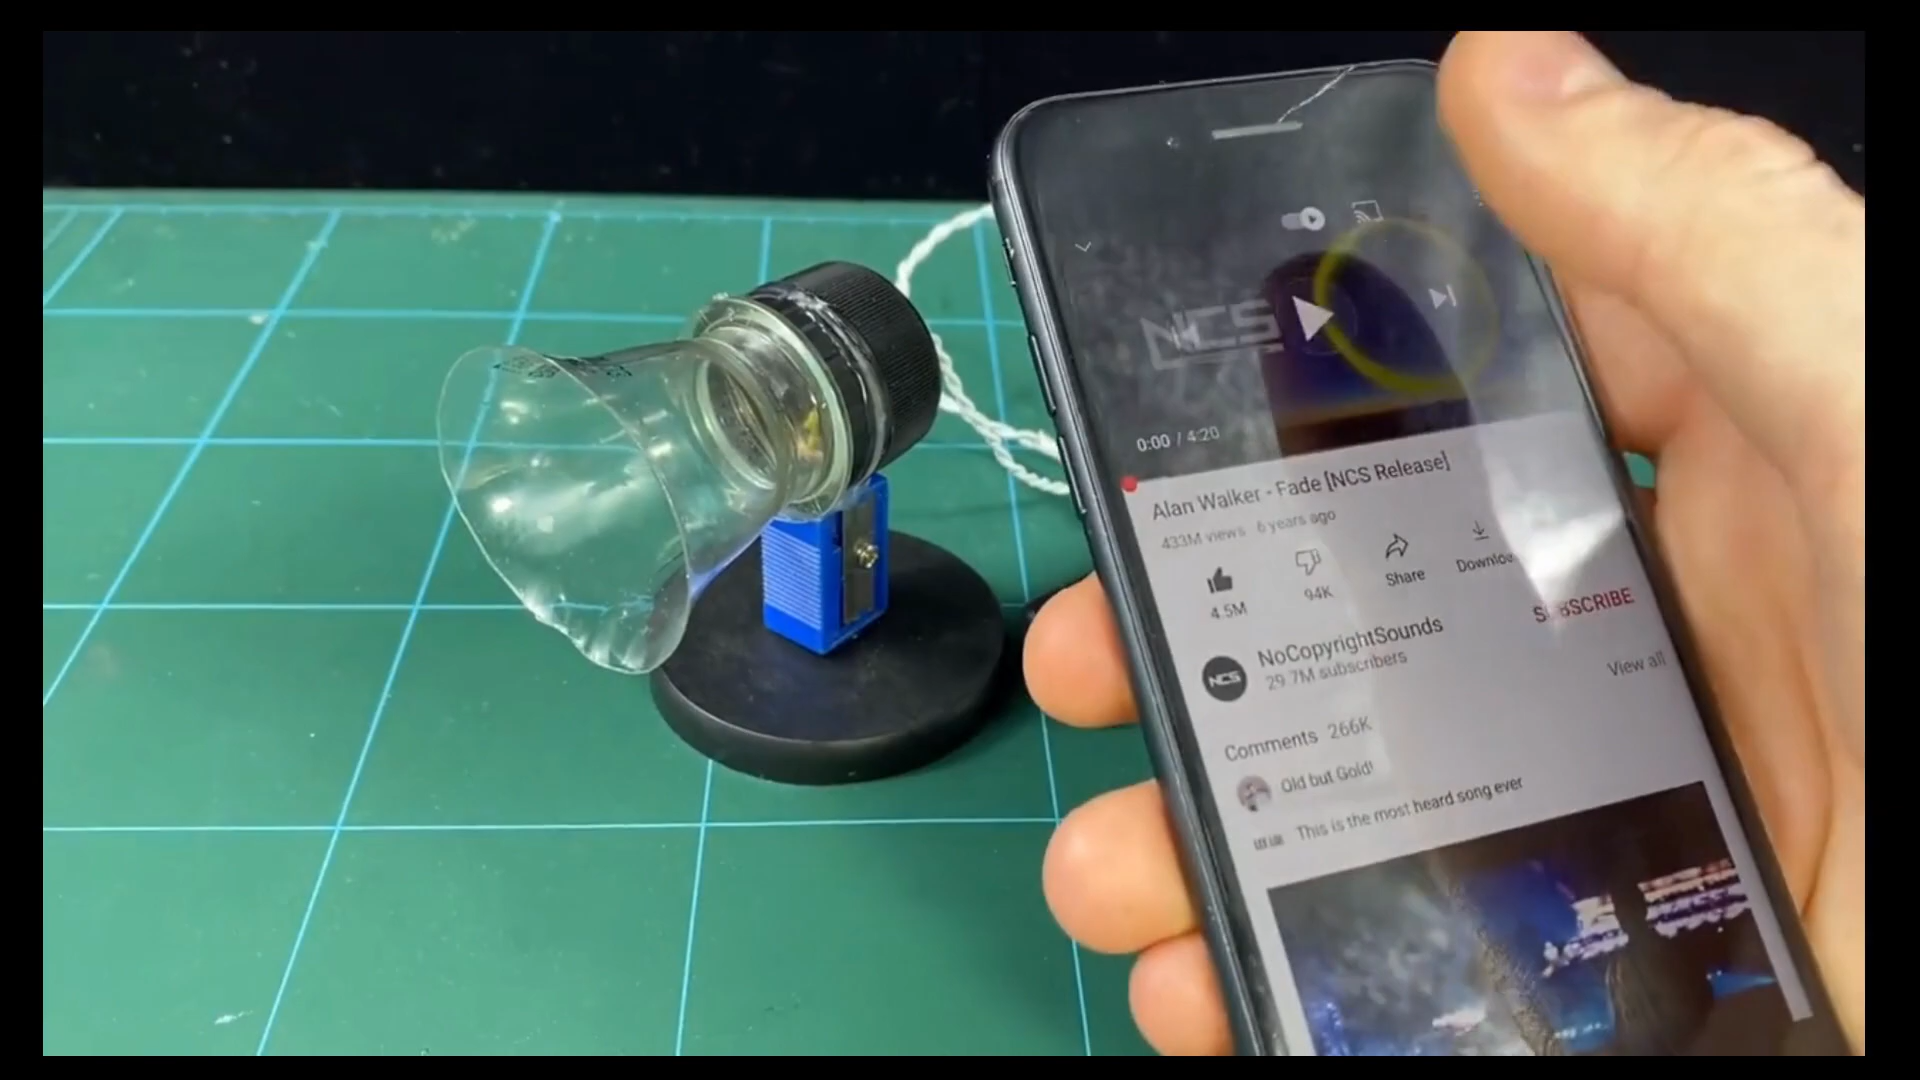 NCS
0:00 / 4:20
Alan Walker - Fade [NCS Release]
433M views 6 years ago
4.5M
94K
Share
Downlo
SUBSCRIBE
NoCopyrightSounds
NCS
29.7M subscribers
View all
Comments 266K
Old but Gold!
This is the most heard song ever